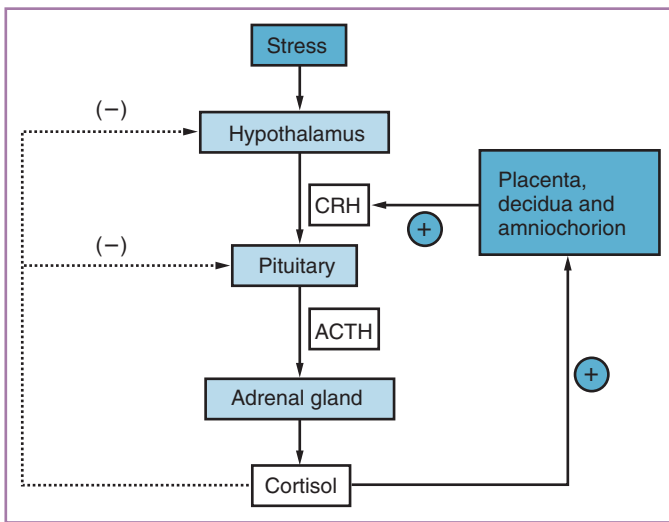 Stress
(−)
Hypothalamus
CRH
+
Placenta,
decidua and
amniochorion
(−)
Pituitary
ACTH
+
Adrenal gland
Cortisol